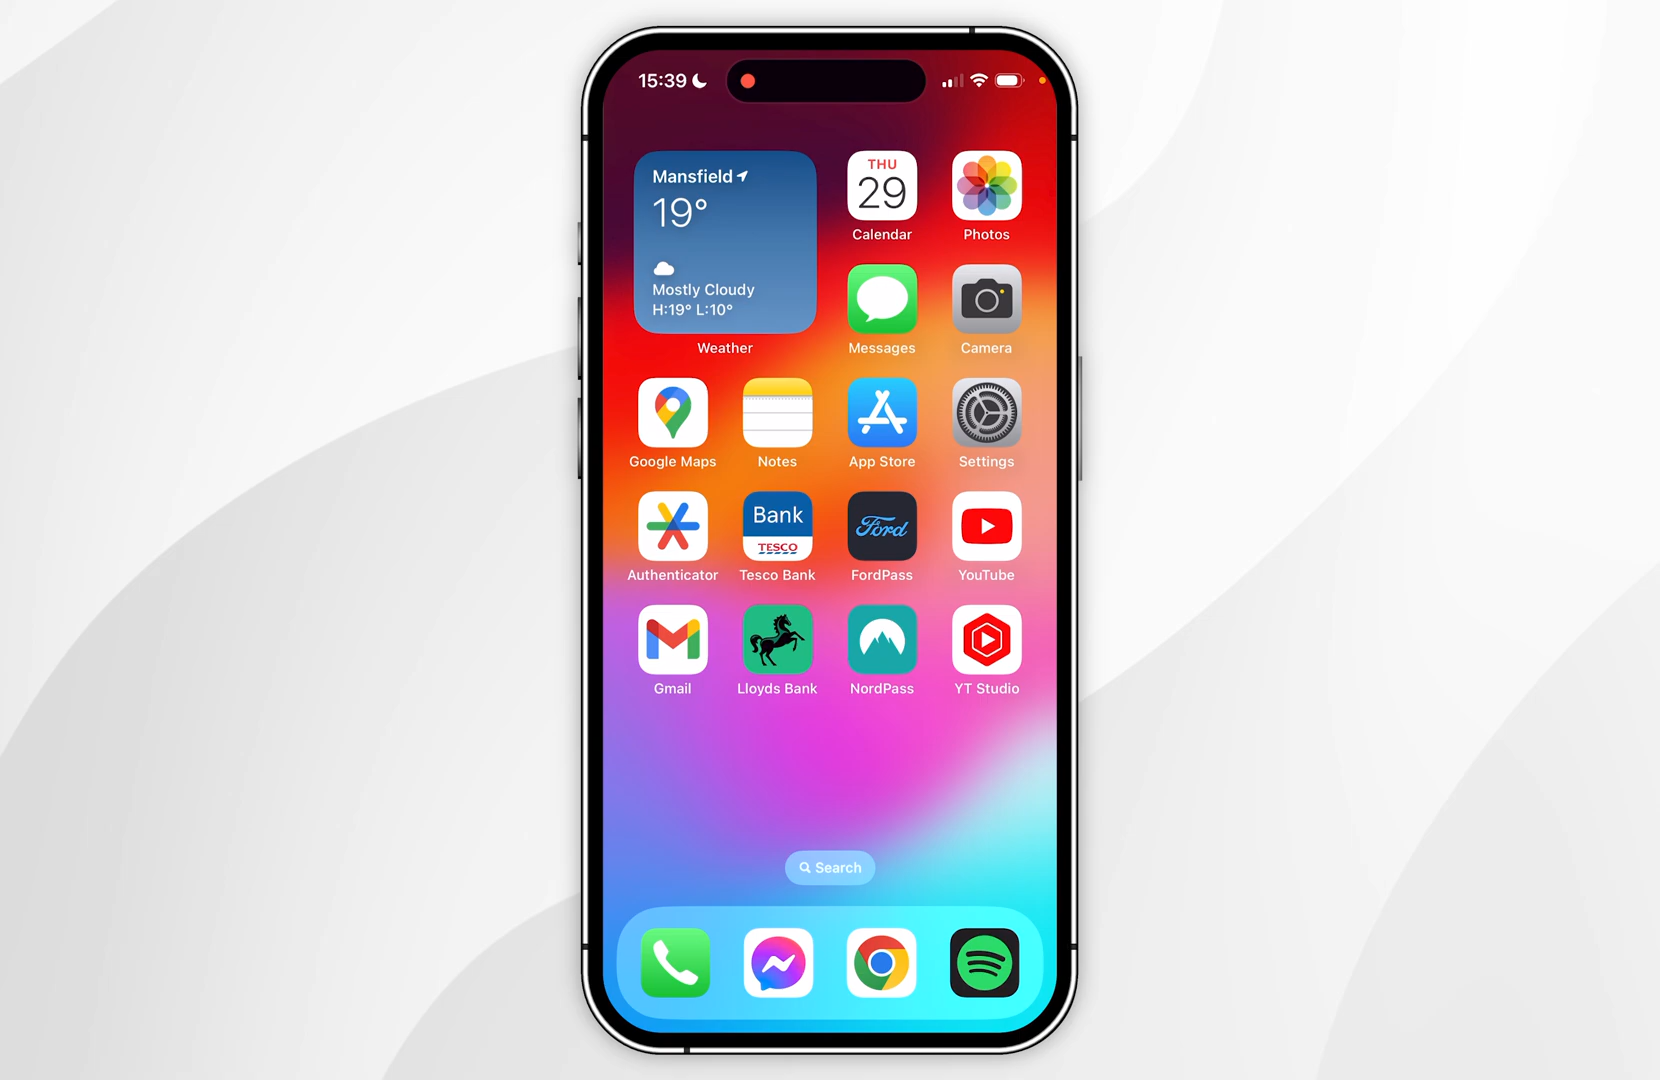 15:39
Mansfield
19°
Mostly Cloudy
H:19° L:10°
Weather
THU
29
Calendar
Photos
Messages
Camera
Google Maps
Notes
App Store
Settings
Bank
TESCO
Ford
Authenticator
Tesco Bank
FordPass
YouTube
Gmail
Lloyds Bank
NordPass
YT Studio
Search